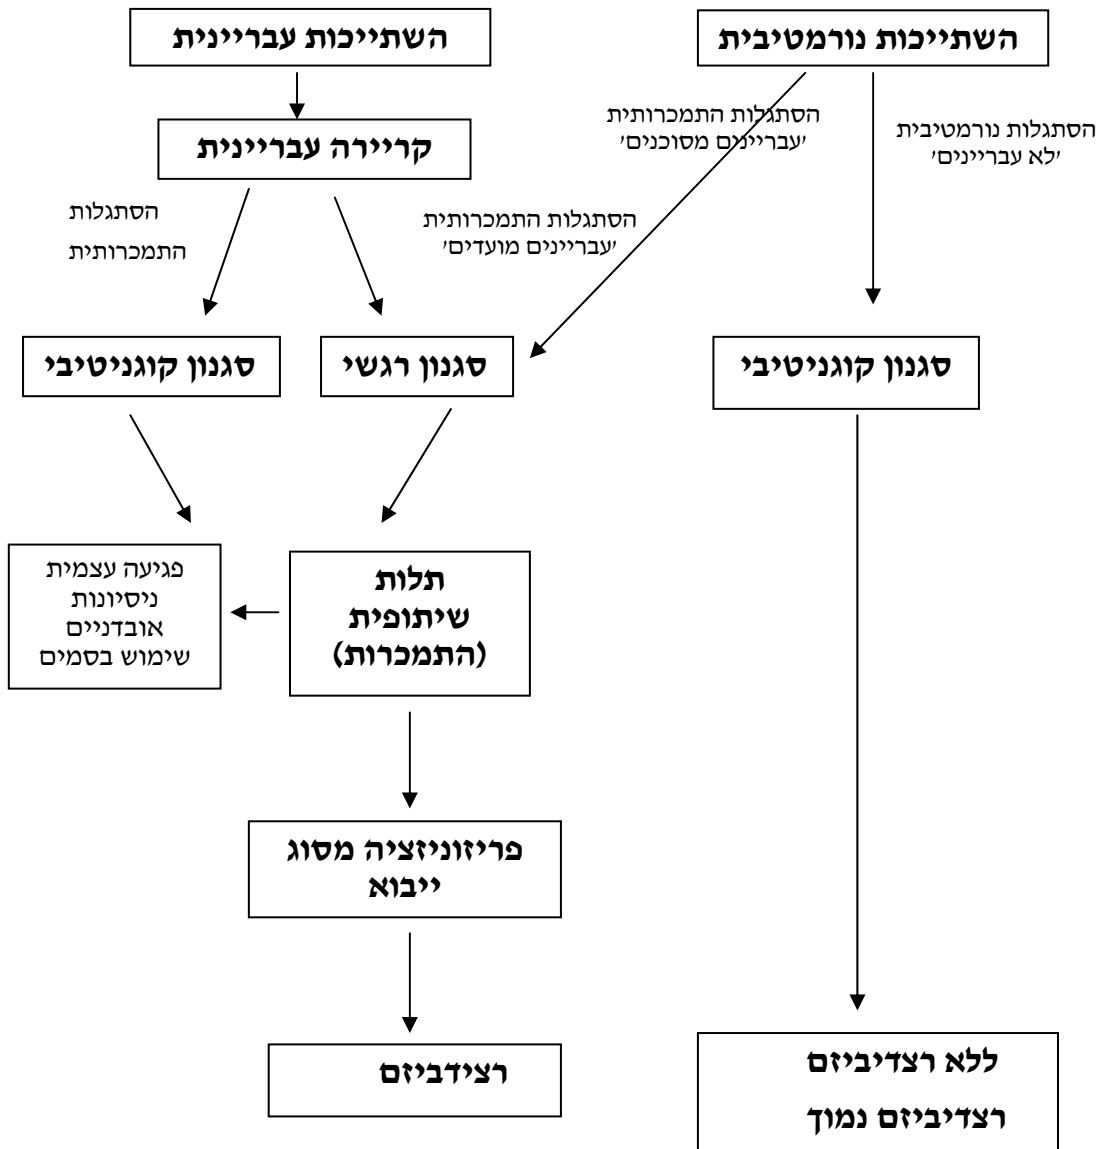 השתייכות נורמטיבית
השתייכות עבריינית
הסתגלות התמכרותית
'עבריינים מסוכנים'
הסתגלות נורמטיבית
'לא עבריינים'
קריירה עבריינית
הסתגלות התמכרותית
'עבריינים מועדים'
הסתגלות
התמכרותית
סגנון קוגניטיבי
סגנון רגשי
סגנון קוגניטיבי
תלות
שיתופית
(התמכרות)
פגיעה עצמית
ניסיונות
אובדניים
שימוש בסמים
פריזוניזציה מסוג
ייבוא
רצידביזם
ללא רצדיביזם
רצדיביזם נמוך